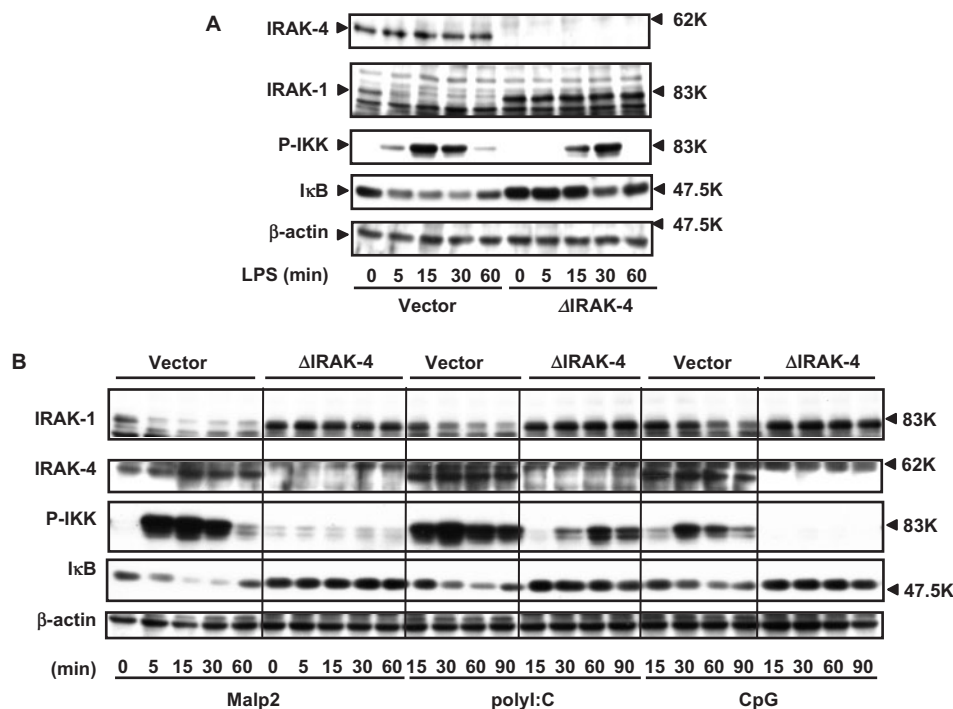 A
IRAK-4 62K
IRAK-1 83K
P-IKK 83K
IκB 47.5K
β-actin 47.5K
LPS (min) 0 5 15 30 60 0 5 15 30 60
Vector ΔIRAK-4
B Vector ΔIRAK-4 Vector ΔIRAK-4 Vector ΔIRAK-4
IRAK-1 83K
IRAK-4 62K
P-IKK 83K
IκB 47.5K
β-actin
(min) 0 5 15 30 60 0 5 15 30 60 15 30 60 90 15 30 60 90 15 30 60 90 15 30 60 90
Malp2 polyI:C CpG